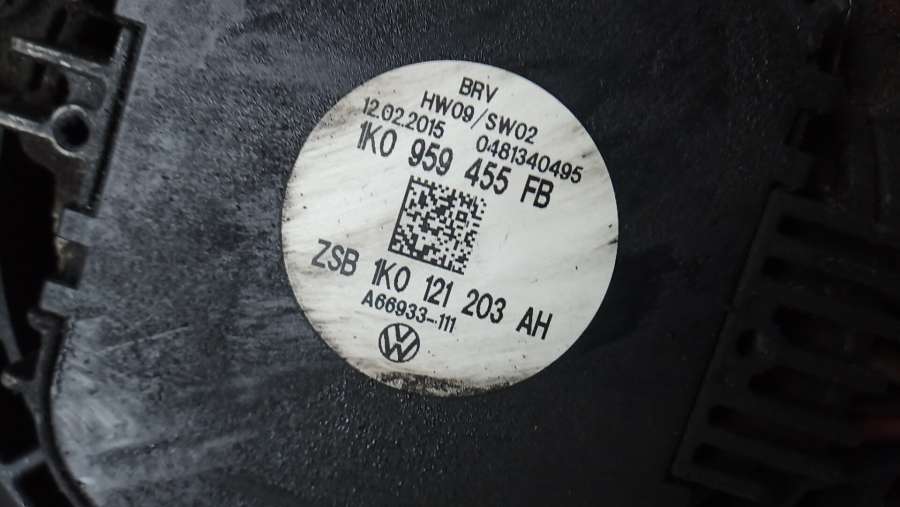 BRV
HW09/SW02
12.02.2015 0481340495
1K0 959 455 FB
ZSB 1K0 121 203 AH
A66933-111